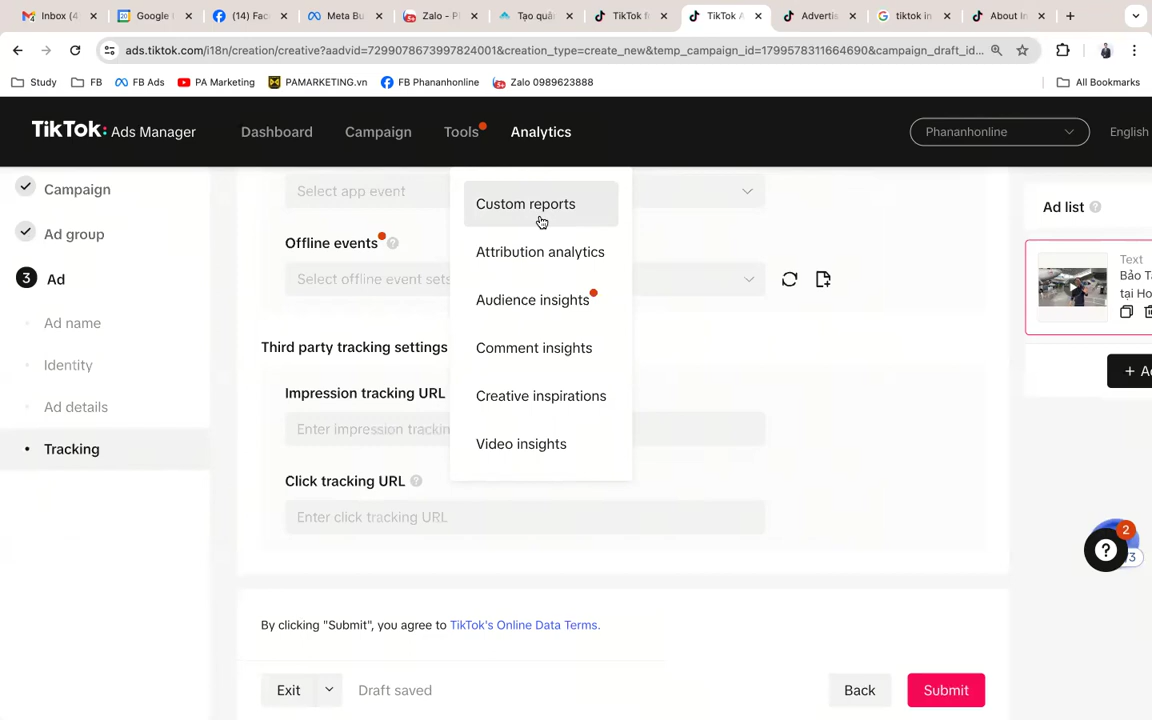 Inbox (4
Google
(14) Fac
Meta Bu
Zalo - P
Tạo quản
TikTok f
TikTok A
Advertis
tiktok in
About In
ads.tiktok.com/i18n/creation/creative?aadvid=7299078673997824001&creation_type=create_new&temp_campaign_id=1799578311664690&campaign_draft_id...
Study
FB
FB Ads
PA Marketing
PAMARKETING.vn
FB Phananhonline
Zalo 0989623888
All Bookmarks
TikTok: Ads Manager
Dashboard
Campaign
Tools
Analytics
Phananhonline
English
Campaign
Ad group
3 Ad
Ad name
Identity
Ad details
Tracking
Select app event
Offline events
Select offline event sets
Third party tracking settings
Impression tracking URL
Enter impression trackin
Click tracking URL
Enter click tracking URL
Custom reports
Attribution analytics
Audience insights
Comment insights
Creative inspirations
Video insights
Ad list
Text
Bảo T
tại Ho
+ A
2
3
By clicking "Submit", you agree to TikTok's Online Data Terms.
Exit
Draft saved
Back
Submit